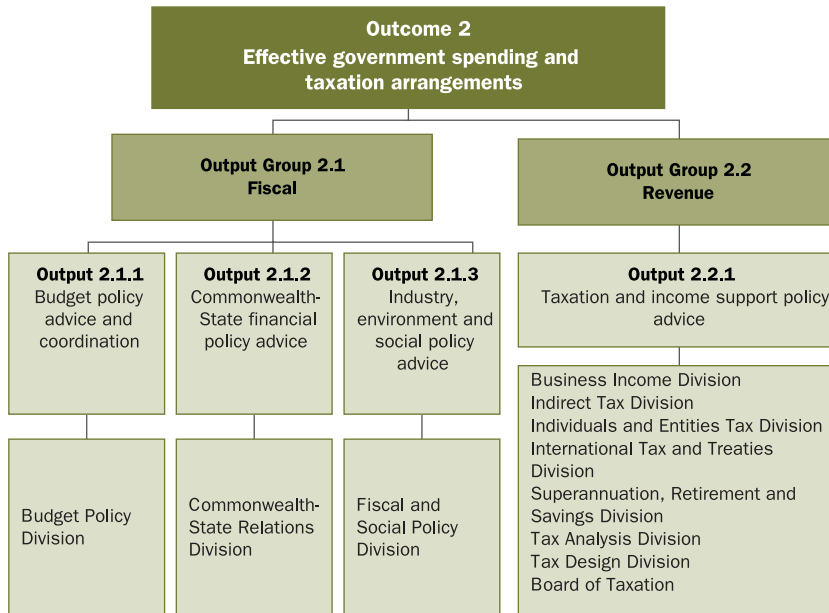 Outcome 2
Effective government spending and
taxation arrangements
Output Group 2.1
Fiscal
Output Group 2.2
Revenue
Output 2.1.1
Budget policy
advice and
coordination
Output 2.1.2
Commonwealth-
State financial
policy advice
Output 2.1.3
Industry,
environment and
social policy
advice
Output 2.2.1
Taxation and income support policy
advice
Budget Policy
Division
Commonwealth-
State Relations
Division
Fiscal and
Social Policy
Division
Business Income Division
Indirect Tax Division
Individuals and Entities Tax Division
International Tax and Treaties
Division
Superannuation, Retirement and
Savings Division
Tax Analysis Division
Tax Design Division
Board of Taxation